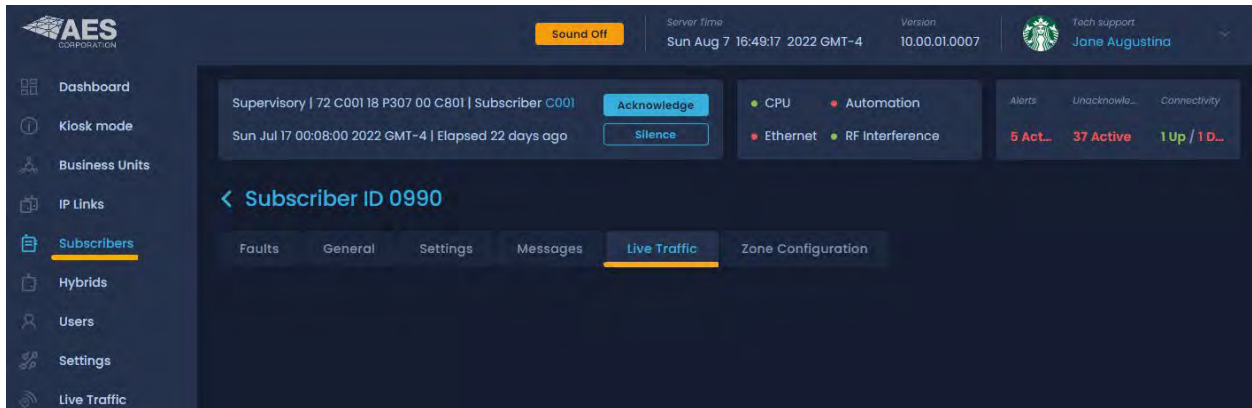 AES
CORPORATION
Sound Off
Server Time
Sun Aug 7 16:49:17 2022 GMT-4
Version
10.00.01.0007
Tech support
Jane Augustina
Dashboard
Kiosk mode
Business Units
IP Links
Subscribers
Hybrids
Users
Settings
Live Traffic
Supervisory | 72 C001 18 P307 00 C801 | Subscriber C001
Acknowledge
Sun Jul 17 00:08:00 2022 GMT-4 | Elapsed 22 days ago
Silence
CPU
Automation
Ethernet
RF Interference
Alerts
Unacknowle...
Connectivity
5 Act...
37 Active
1 Up / 1 D...
< Subscriber ID 0990
Faults
General
Settings
Messages
Live Traffic
Zone Configuration